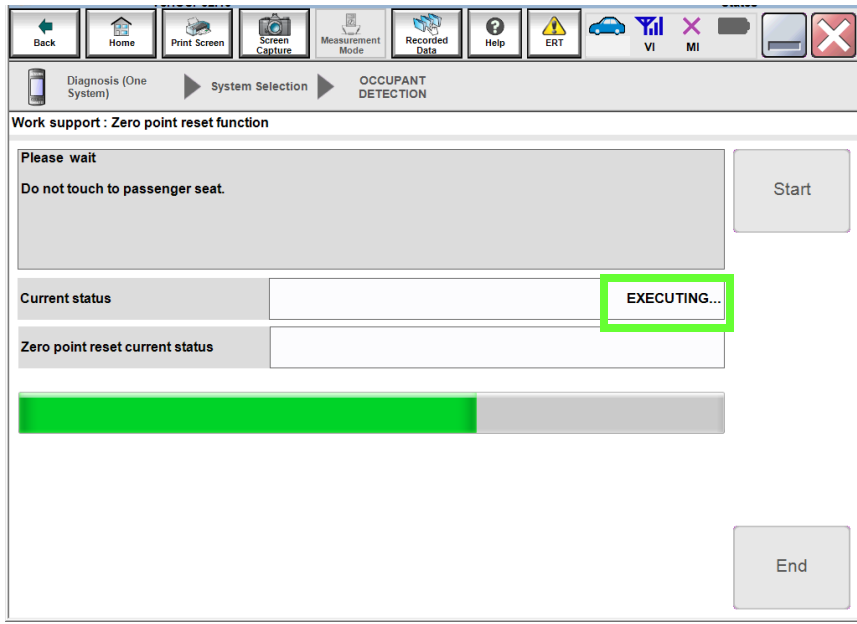 Back
Home
Print Screen
Screen
Capture
Measurement
Mode
Recorded
Data
Help
ERT
VI
MI
Diagnosis (One
System)
System Selection
OCCUPANT
DETECTION
Work support : Zero point reset function
Please wait
Do not touch to passenger seat.
Start
Current status
EXECUTING...
Zero point reset current status
End